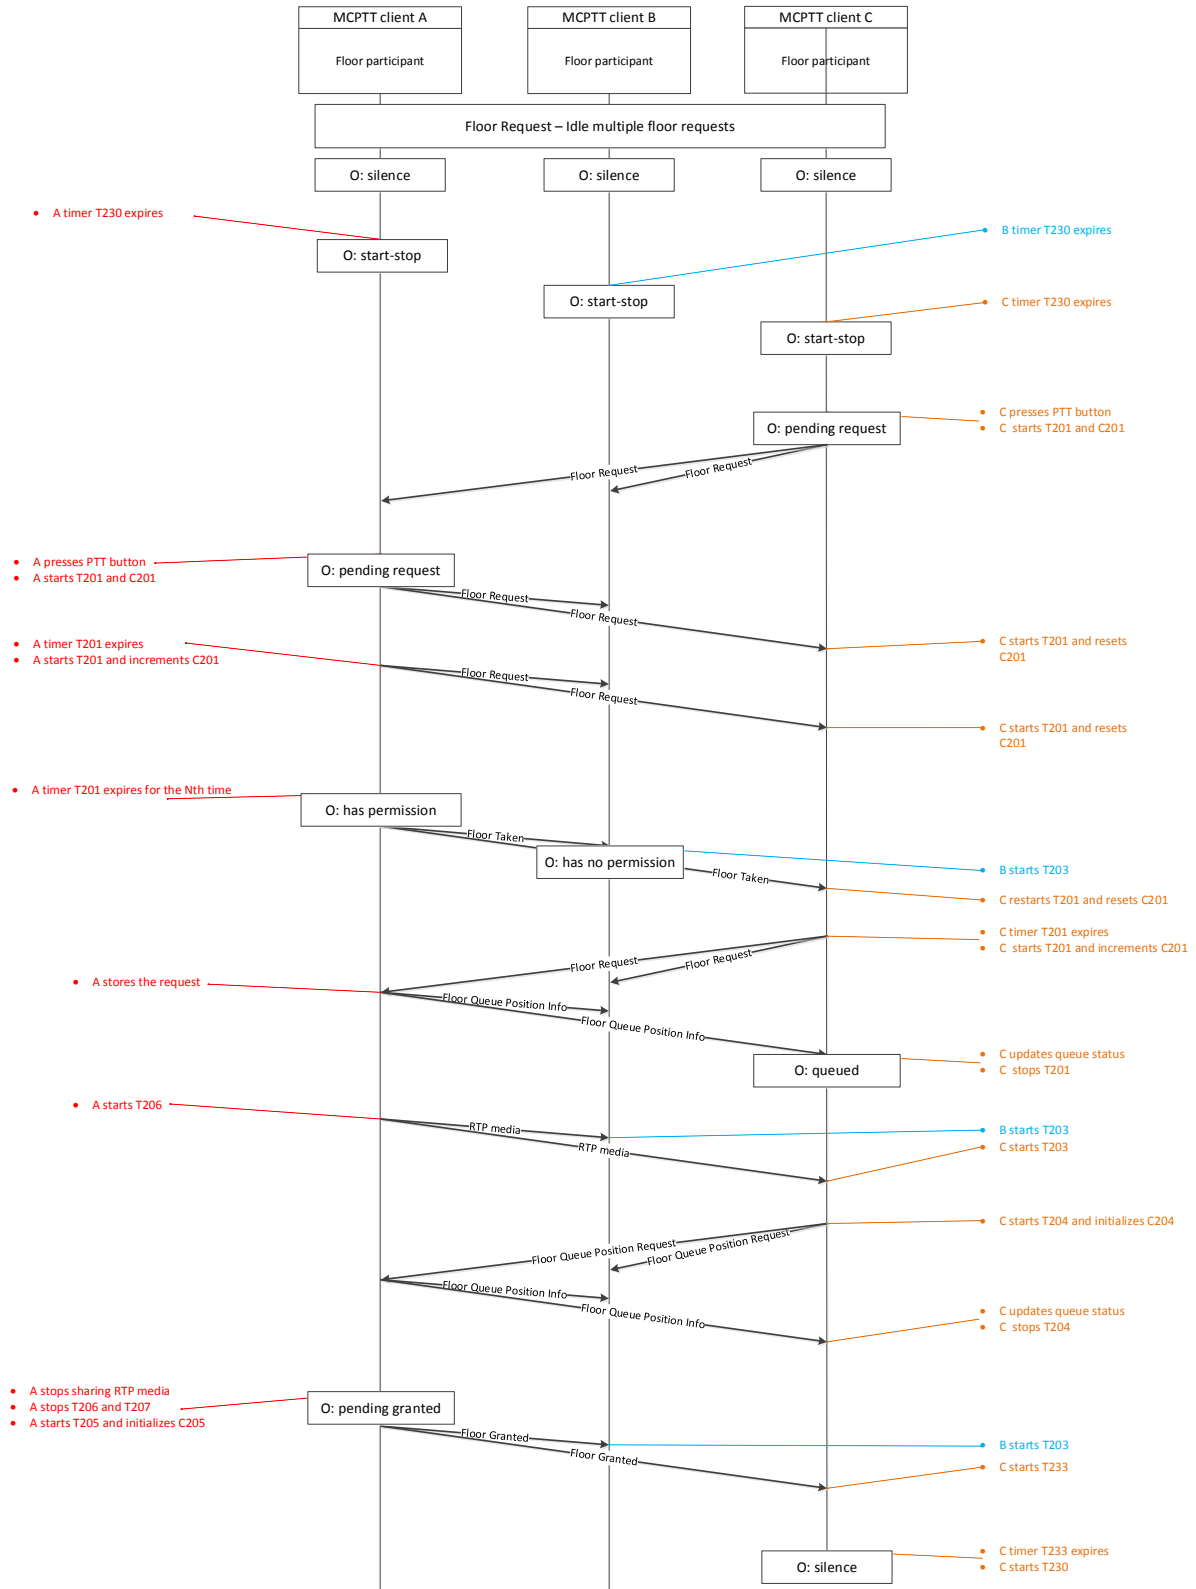 MCPTT client A
MCPTT client B
MCPTT client C
Floor participant
Floor participant
Floor participant
Floor Request – Idle multiple floor requests
O: silence
O: silence
O: silence
• A timer T230 expires
B timer T230 expires
O: start-stop
O: start-stop
C timer T230 expires
O: start-stop
C presses PTT button
C starts T201 and C201
O: pending request
Floor Request
Floor Request
• A presses PTT button
• A starts T201 and C201
O: pending request
Floor Request
Floor Request
C starts T201 and resets
C201
• A timer T201 expires
• A starts T201 and increments C201
Floor Request
Floor Request
C starts T201 and resets
C201
• A timer T201 expires for the Nth time
O: has permission
Floor Taken
O: has no permission
Floor Taken
B starts T203
C restarts T201 and resets C201
• C timer T201 expires
• C starts T201 and increments C201
Floor Request
Floor Request
• A stores the request
Floor Queue Position Info
Floor Queue Position Info
• C updates queue status
• C stops T201
O: queued
• A starts T206
RTP media
RTP media
B starts T203
C starts T203
C starts T204 and initializes C204
Floor Queue Position Request
Floor Queue Position Request
Floor Queue Position Info
Floor Queue Position Info
• C updates queue status
• C stops T204
• A stops sharing RTP media
• A stops T206 and T207
• A starts T205 and initializes C205
O: pending granted
Floor Granted
Floor Granted
B starts T203
C starts T233
O: silence
• C timer T233 expires
• C starts T230